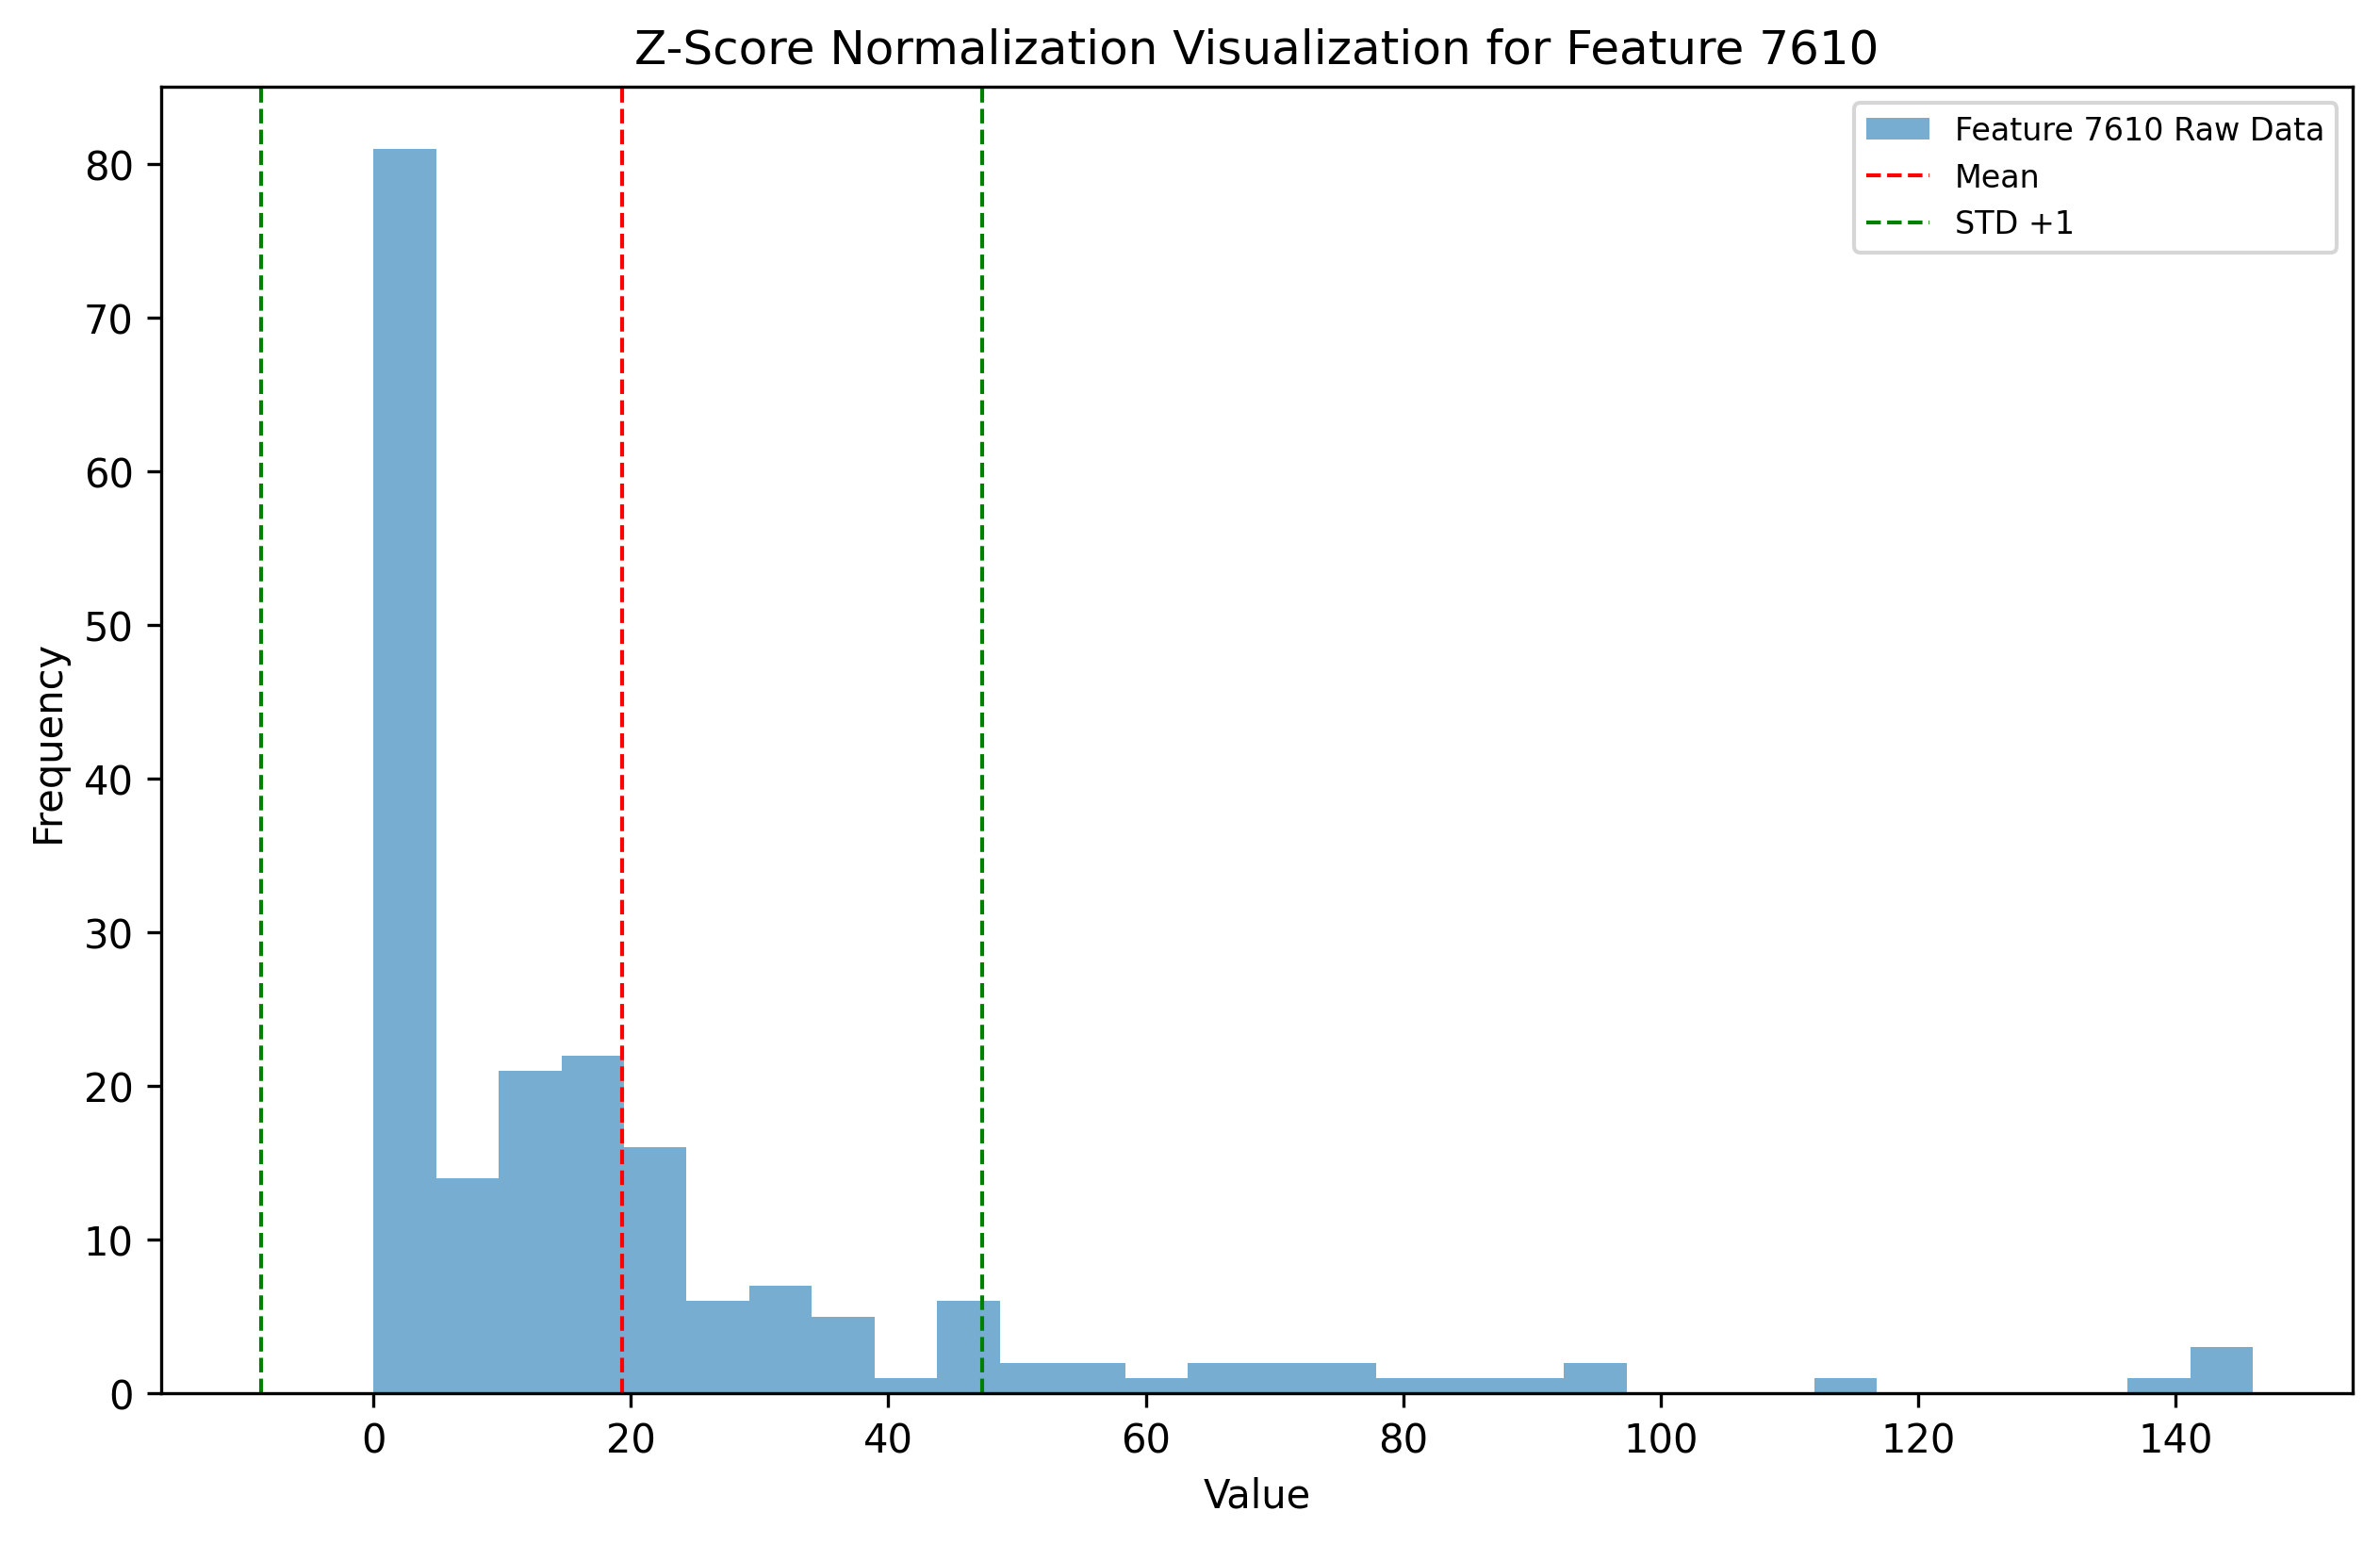 Z-Score Normalization Visualization for Feature 7610
Feature 7610 Raw Data
Mean
STD +1
80
70
60
50
40
30
20
10
0
Frequency
0 20 40 60 80 100 120 140
Value